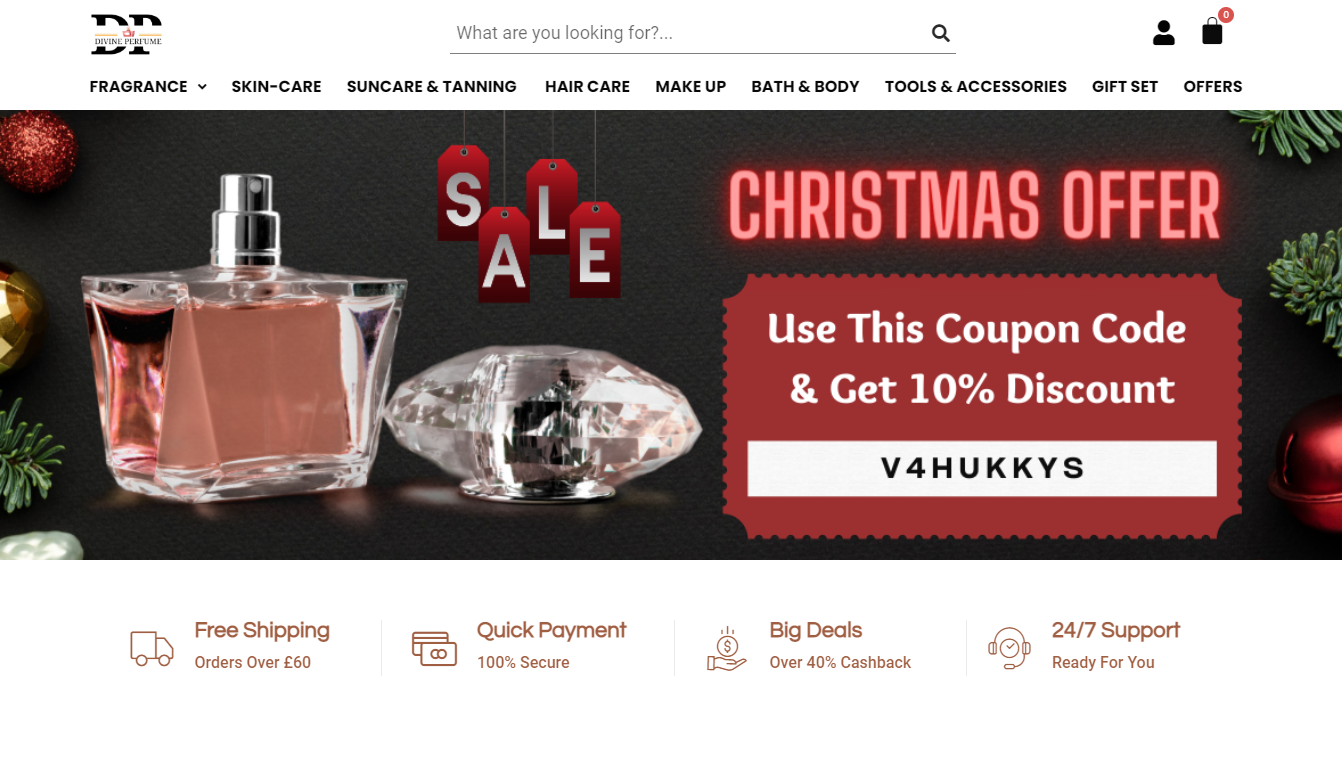 DP
DIVINE PERFUME
What are you looking for?...
0
FRAGRANCE SKIN-CARE SUNCARE & TANNING HAIR CARE MAKE UP BATH & BODY TOOLS & ACCESSORIES GIFT SET OFFERS
SALE
CHRISTMAS OFFER
Use This Coupon Code
& Get 10% Discount
V4HUKKYS
Free Shipping
Orders Over £60
Quick Payment
100% Secure
Big Deals
Over 40% Cashback
24/7 Support
Ready For You